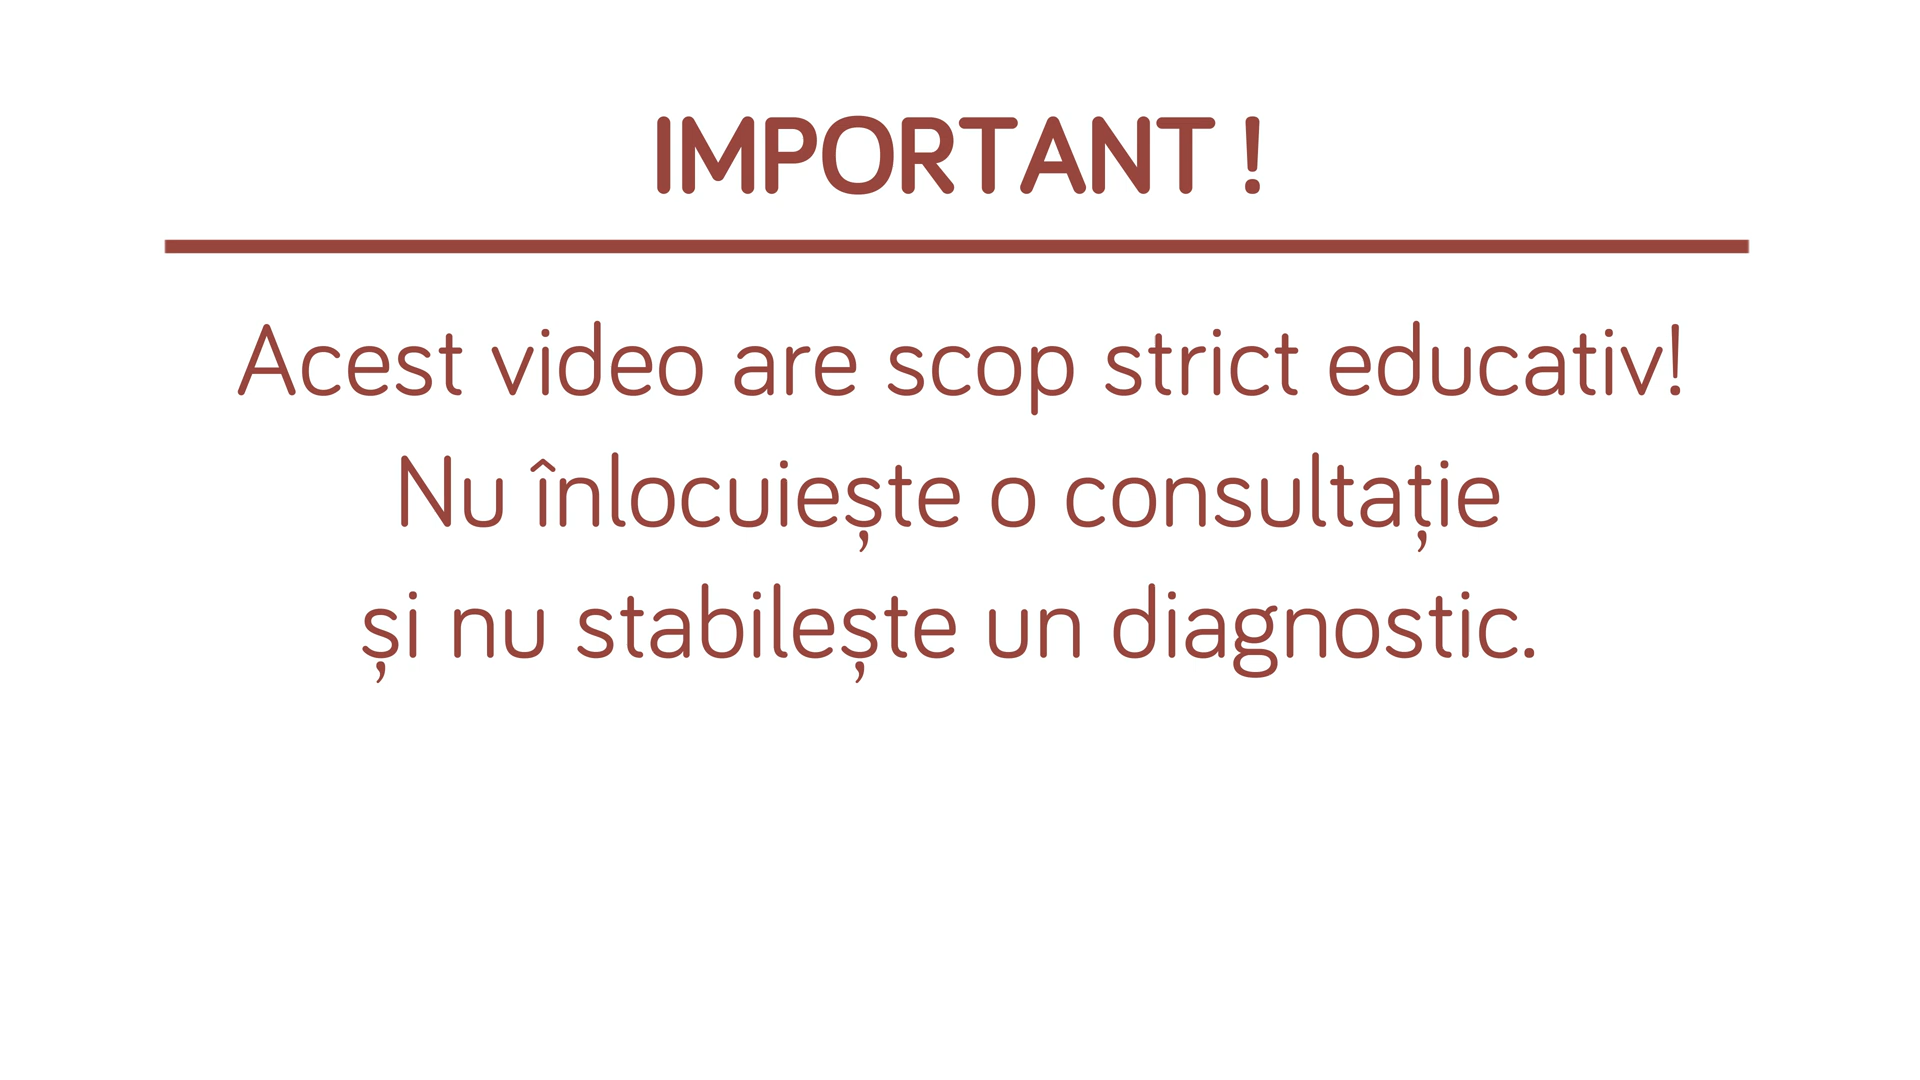 IMPORTANT !
Acest video are scop strict educativ!
Nu înlocuiește o consultație
și nu stabilește un diagnostic.